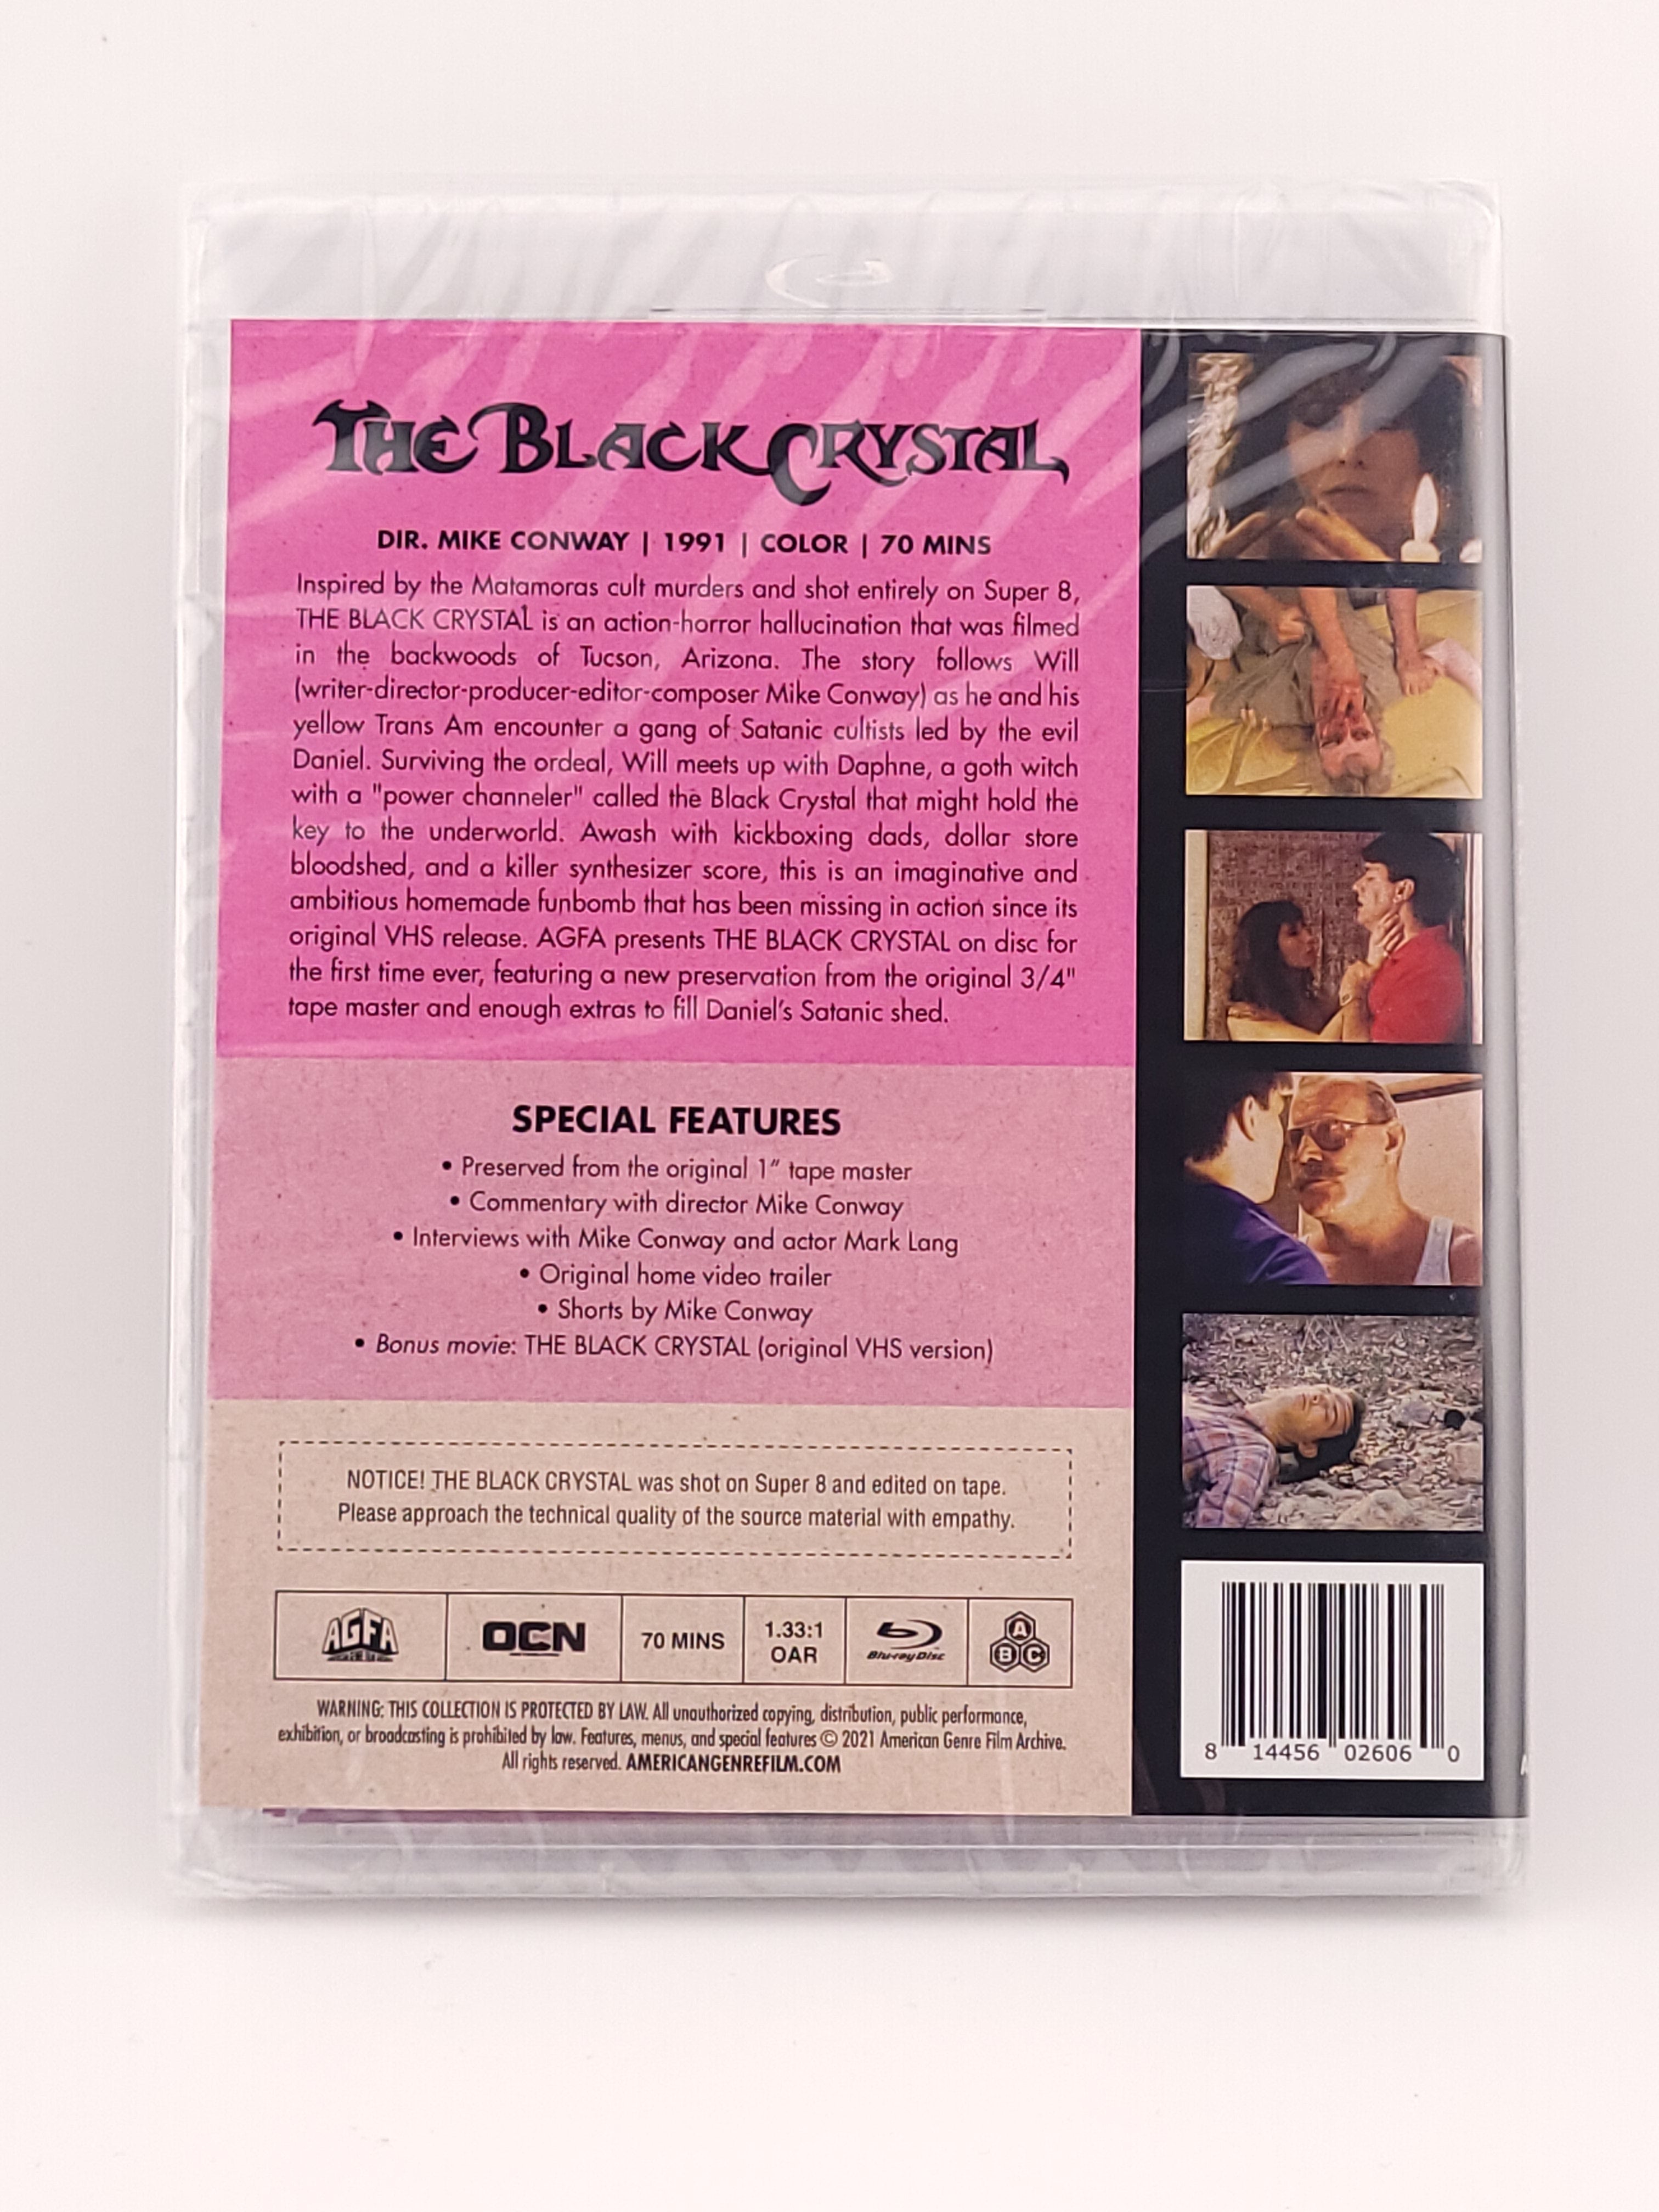 THE BLACK CRYSTAL
DIR. MIKE CONWAY | 1991 | COLOR | 70 MINS
Inspired by the Matamoras cult murders and shot entirely on Super 8,
THE BLACK CRYSTAL is an action-horror hallucination that was filmed
in the backwoods of Tucson, Arizona. The story follows Will
(writer-director-producer-editor-composer Mike Conway) as he and his
yellow Trans Am encounter a gang of Satanic cultists led by the evil
Daniel. Surviving the ordeal, Will meets up with Daphne, a goth witch
with a "power channeler" called the Black Crystal that might hold the
key to the underworld. Awash with kickboxing dads, dollar store
bloodshed, and a killer synthesizer score, this is an imaginative and
ambitious homemade funbomb that has been missing in action since its
original VHS release. AGFA presents THE BLACK CRYSTAL on disc for
the first time ever, featuring a new preservation from the original 3/4"
tape master and enough extras to fill Daniel's Satanic shed.
SPECIAL FEATURES
• Preserved from the original 1" tape master
• Commentary with director Mike Conway
• Interviews with Mike Conway and actor Mark Lang
• Original home video trailer
• Shorts by Mike Conway
• Bonus movie: THE BLACK CRYSTAL (original VHS version)
NOTICE! THE BLACK CRYSTAL was shot on Super 8 and edited on tape.
Please approach the technical quality of the source material with empathy.
AGFA OCN 70 MINS 1.33:1 OAR Blu-ray Disc A B C
WARNING: THIS COLLECTION IS PROTECTED BY LAW. All unauthorized copying, distribution, public performance,
exhibition, or broadcasting is prohibited by law. Features, menus, and special features © 2021 American Genre Film Archive.
All rights reserved. AMERICANGENREFILM.COM
8 14456 02606 0